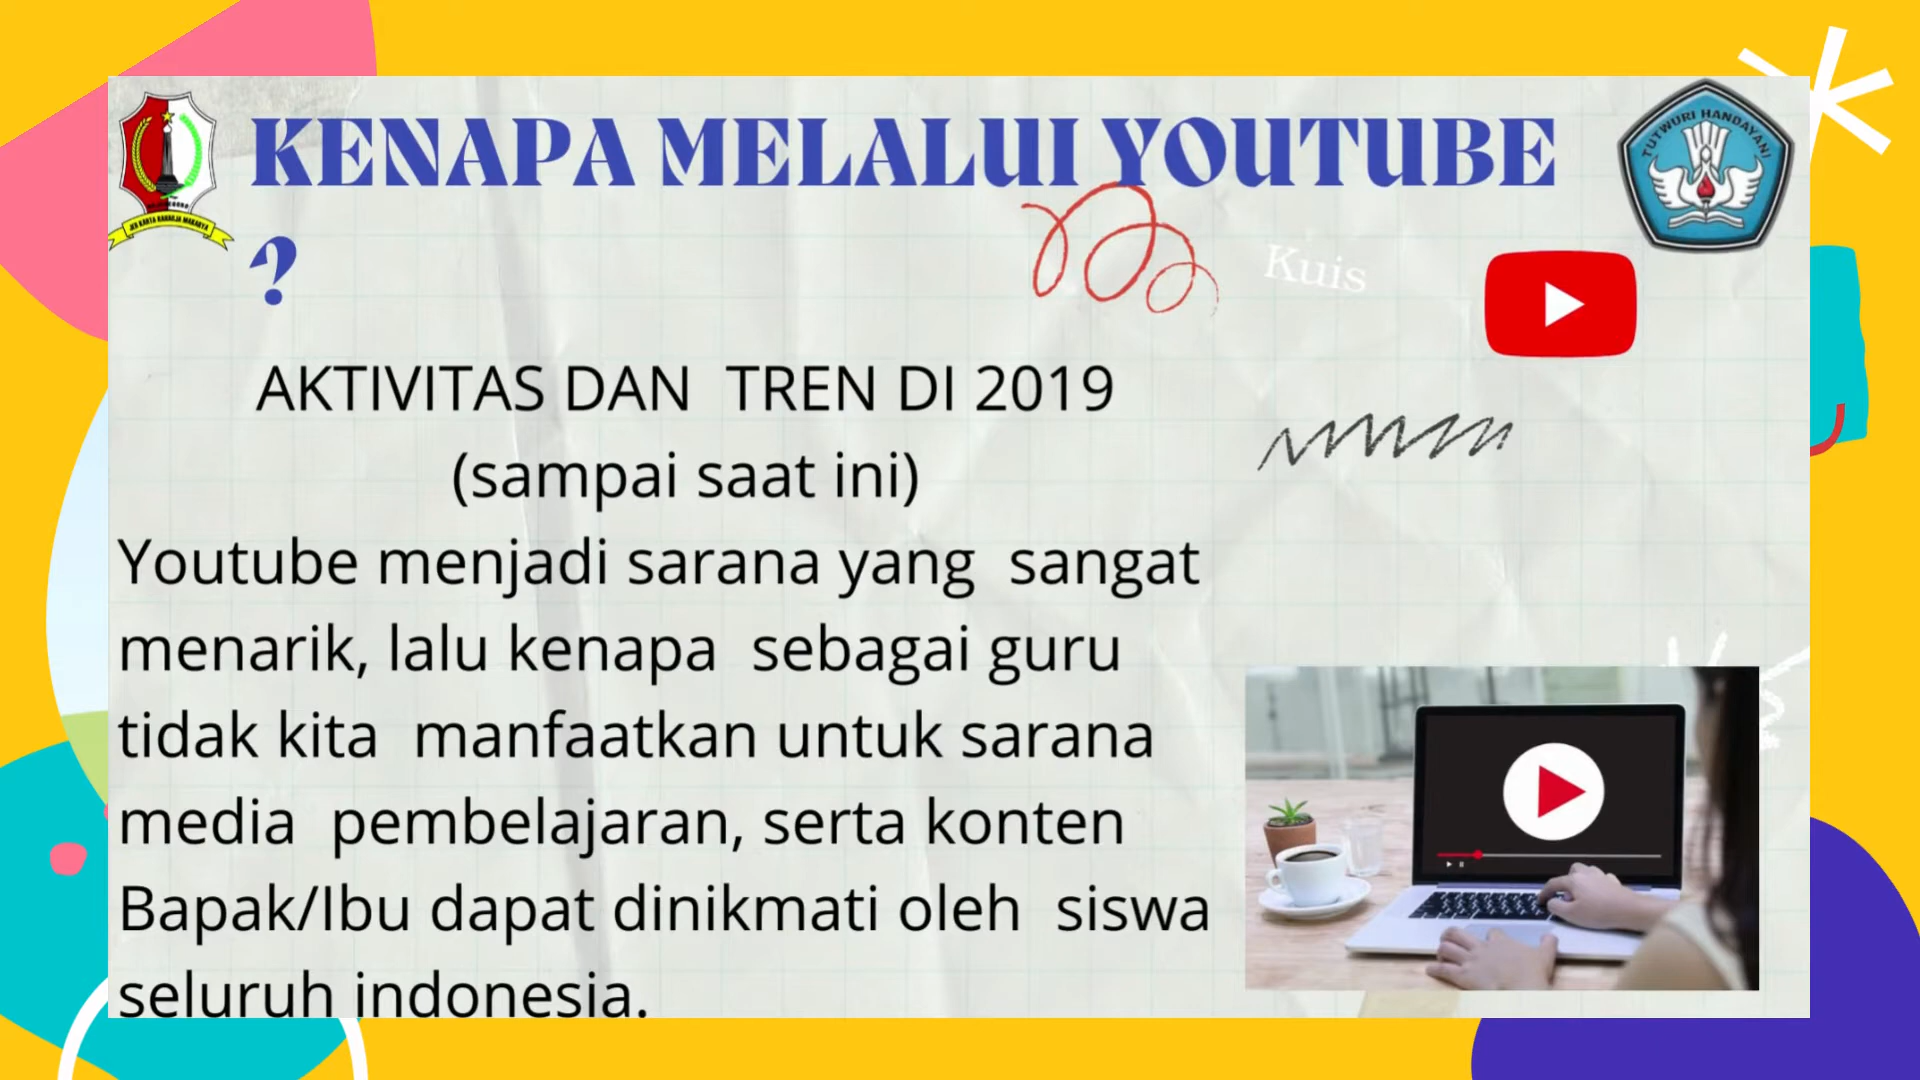 KENAPA MELALUI YOUTUBE
?
TUTWURI HANDAYANI
Kuis
AKTIVITAS DAN TREN DI 2019
(sampai saat ini)
Youtube menjadi sarana yang sangat
menarik, lalu kenapa sebagai guru
tidak kita manfaatkan untuk sarana
media pembelajaran, serta konten
Bapak/Ibu dapat dinikmati oleh siswa
seluruh indonesia.